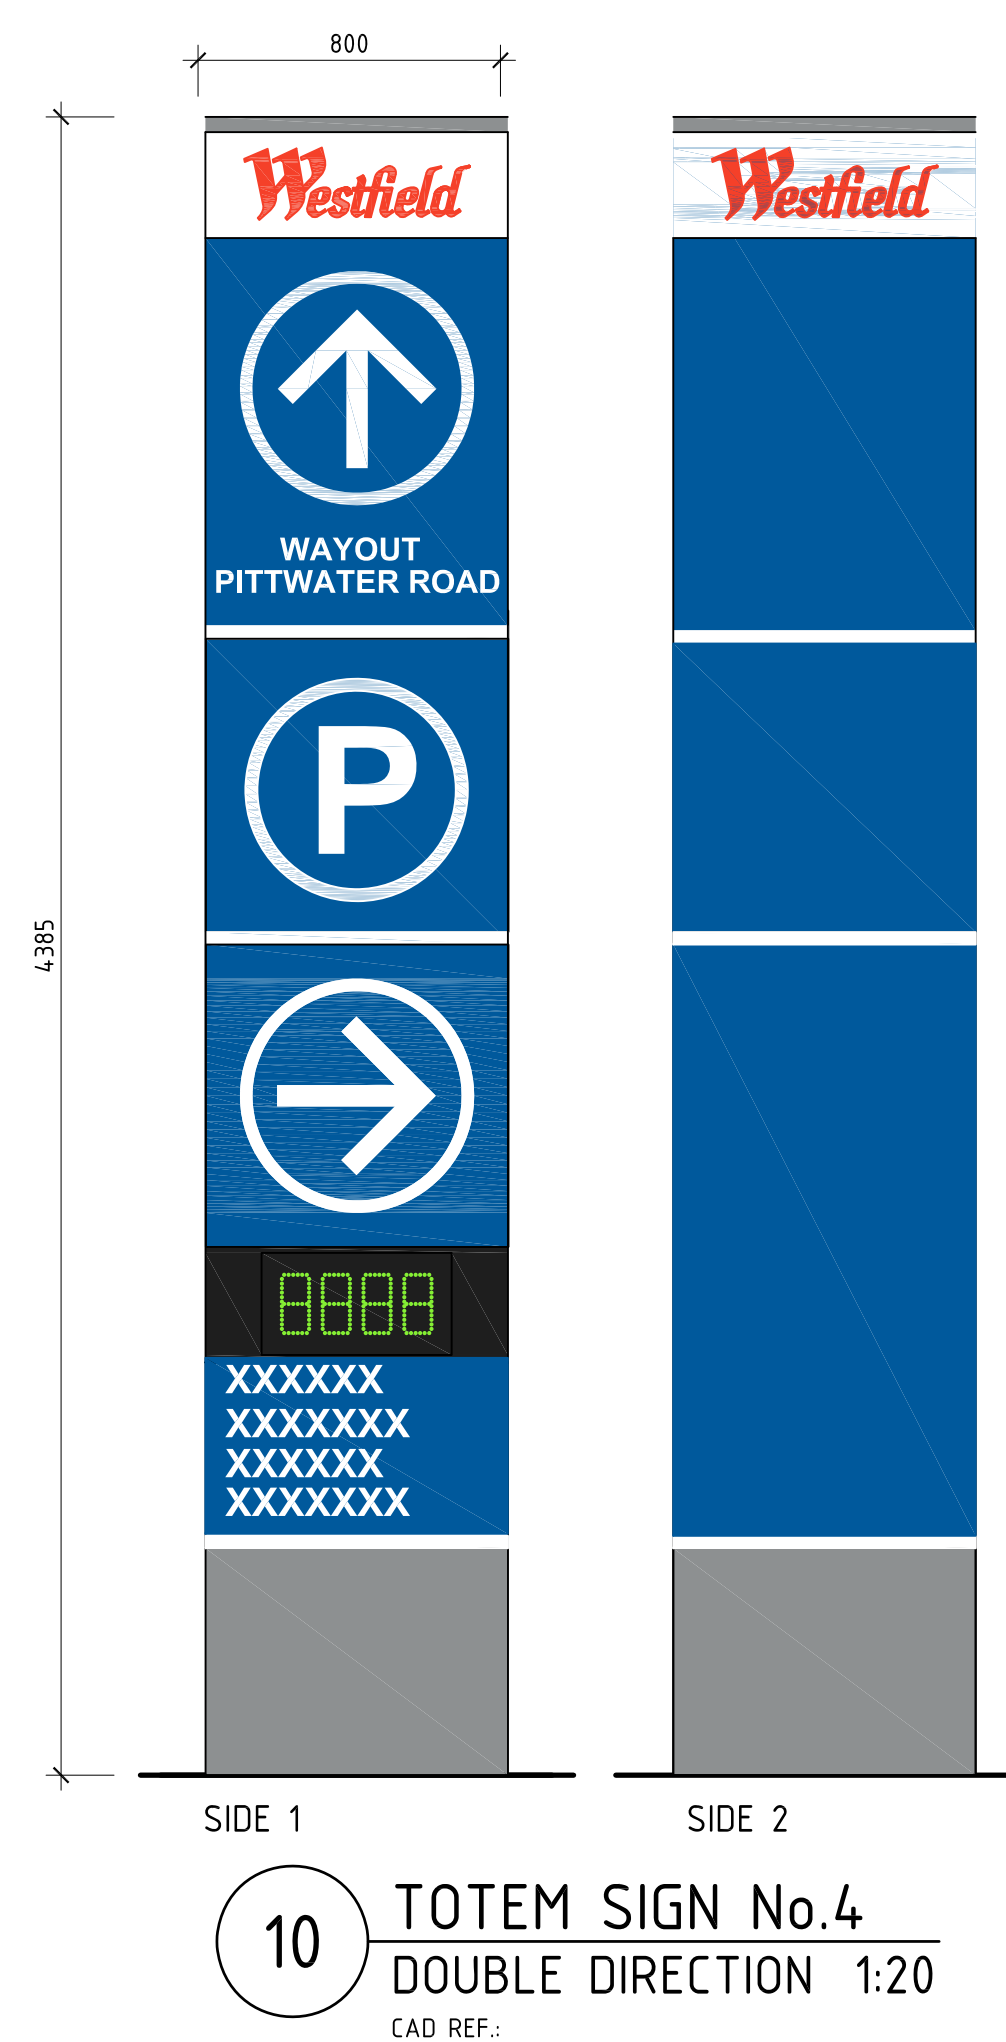 800
Westfield
Westfield
WAYOUT
PITTWATER ROAD
P
4385
8888
XXXXXX
XXXXXXX
XXXXXX
XXXXXXX
SIDE 1
SIDE 2
10
TOTEM SIGN No.4
DOUBLE DIRECTION 1:20
CAD REF.: